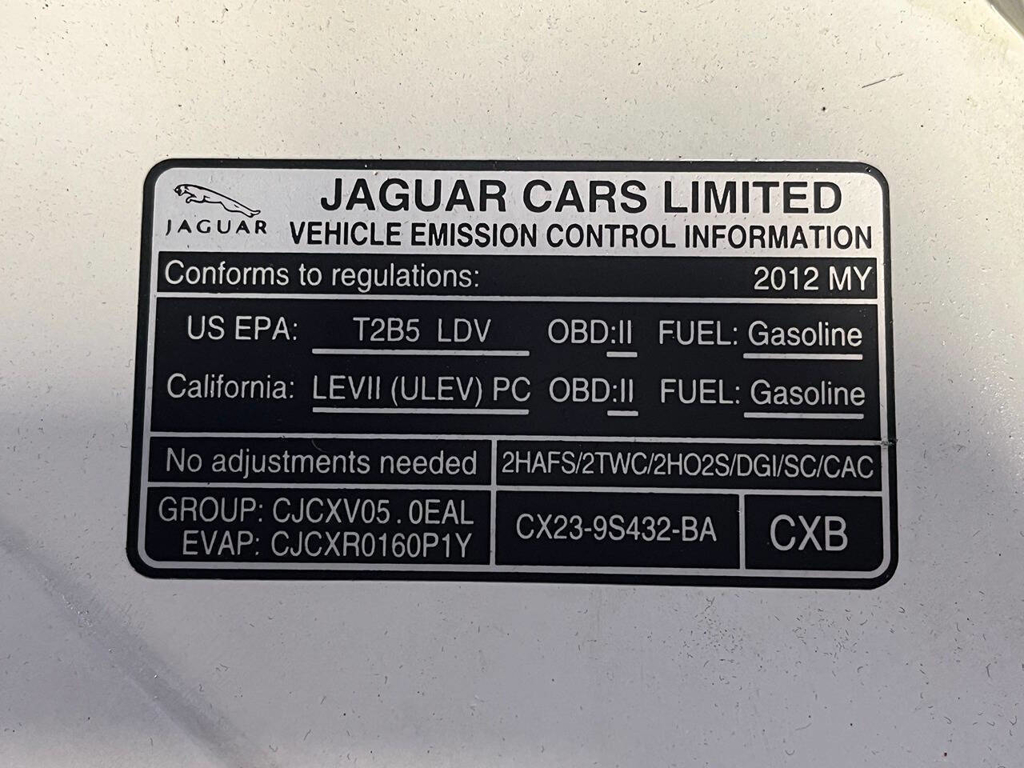 JAGUAR
JAGUAR CARS LIMITED
VEHICLE EMISSION CONTROL INFORMATION
Conforms to regulations: 2012 MY
US EPA: T2B5 LDV OBD:II FUEL: Gasoline
California: LEVII (ULEV) PC OBD:II FUEL: Gasoline
No adjustments needed 2HAFS/2TWC/2HO2S/DGI/SC/CAC
GROUP: CJCXV05.0EAL
EVAP: CJCXR0160P1Y
CX23-9S432-BA
CXB